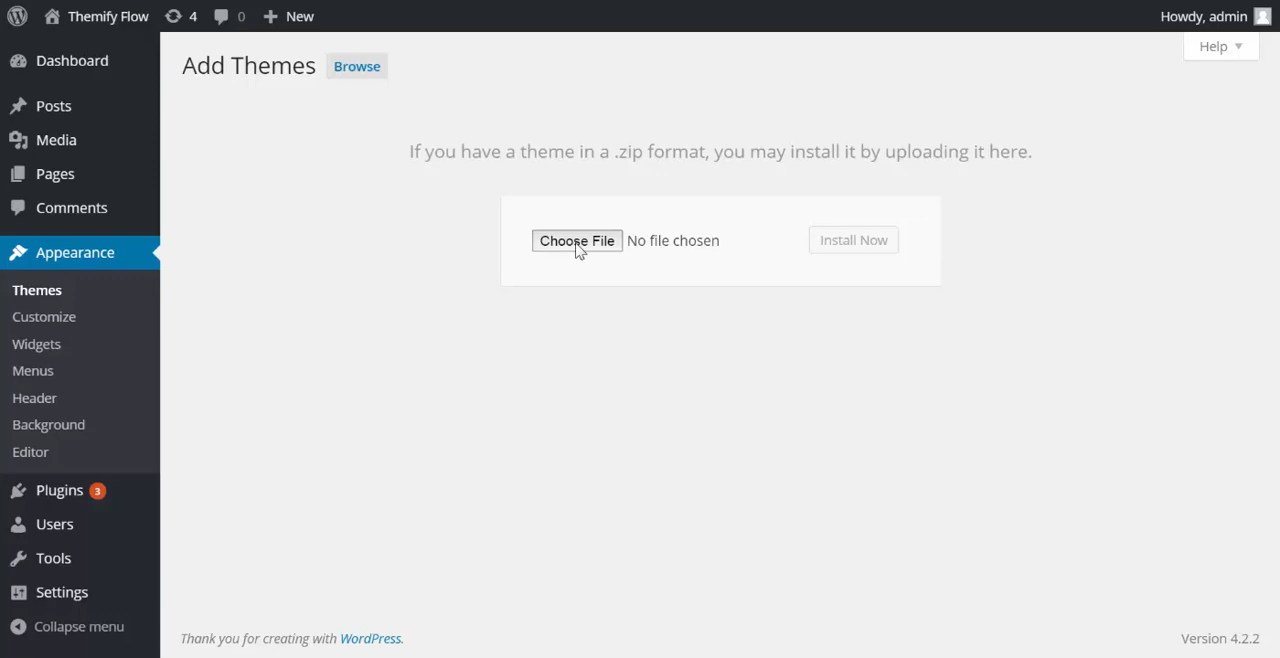 Themify Flow 4 0 New Howdy, admin
Help
Dashboard
Posts
Media
Pages
Comments
Appearance
Themes
Customize
Widgets
Menus
Header
Background
Editor
Plugins 3
Users
Tools
Settings
Collapse menu
Add Themes Browse
If you have a theme in a .zip format, you may install it by uploading it here.
Choose File No file chosen Install Now
Thank you for creating with WordPress. Version 4.2.2